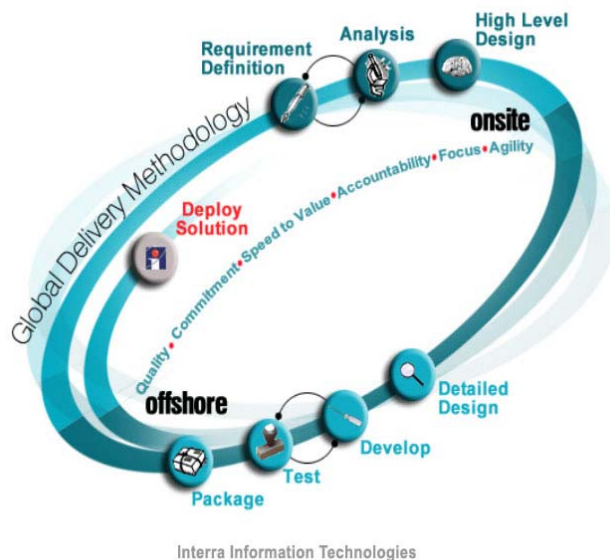 High Level
Design
Analysis
Requirement
Definition
onsite
Global Delivery Methodology
Quality • Commitment • Speed to Value • Accountability • Focus • Agility
Deploy
Solution
Detailed
Design
offshore
Develop
Test
Package
Interra Information Technologies